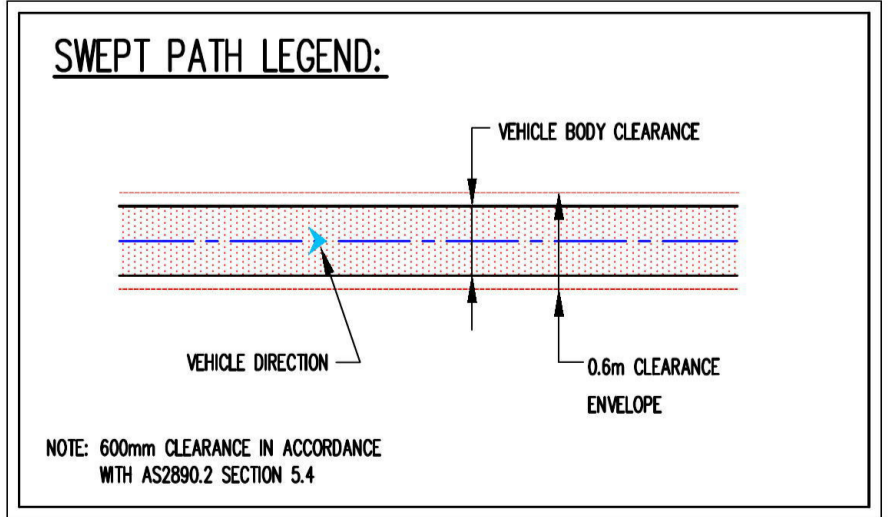 SWEPT PATH LEGEND:
VEHICLE BODY CLEARANCE
VEHICLE DIRECTION
0.6m CLEARANCE
ENVELOPE
NOTE: 600mm CLEARANCE IN ACCORDANCE
WITH AS2890.2 SECTION 5.4